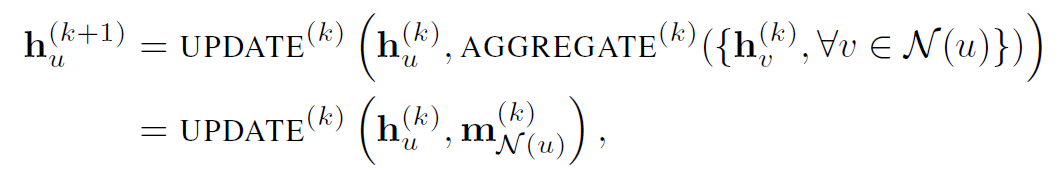 h_u^{(k+1)} = UPDATE^{(k)} ( h_u^{(k)}, AGGREGATE^{(k)}({h_v^{(k)}, ∀v ∈ 𝒩(u)}) )
= UPDATE^{(k)} ( h_u^{(k)}, m_{𝒩(u)}^{(k)} ) ,